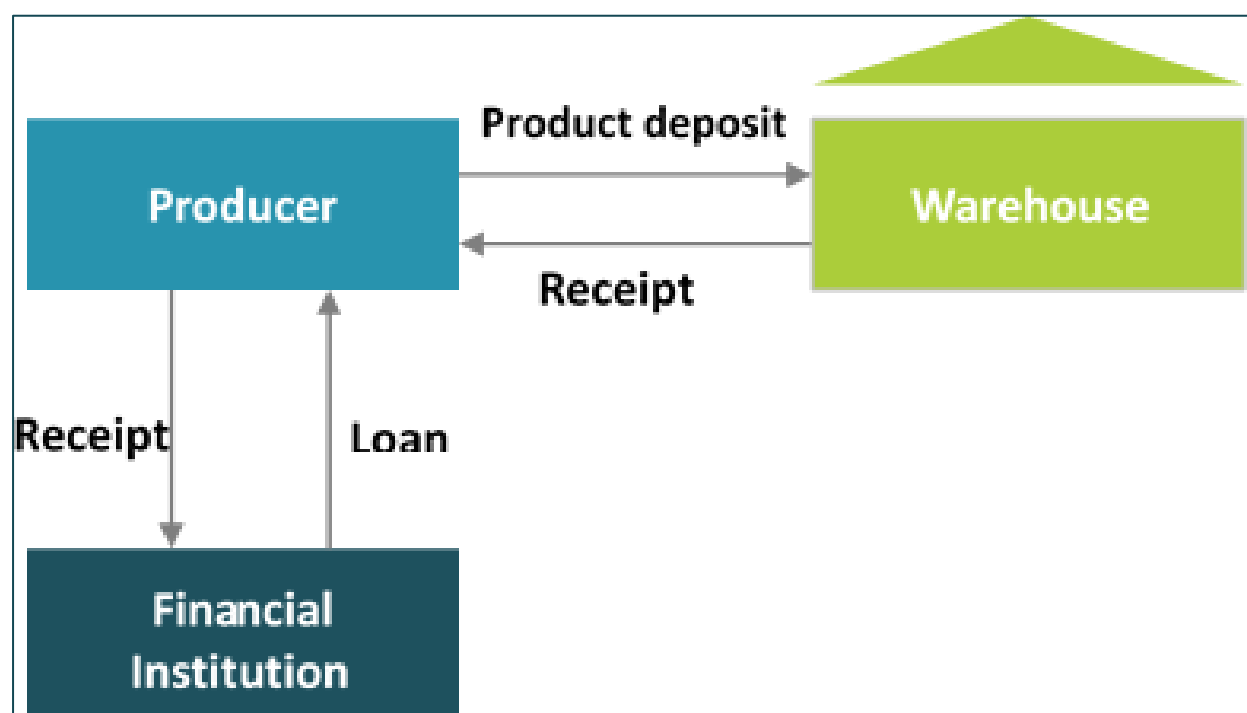 Product deposit
Producer
Warehouse
Receipt
Receipt
Loan
Financial
Institution